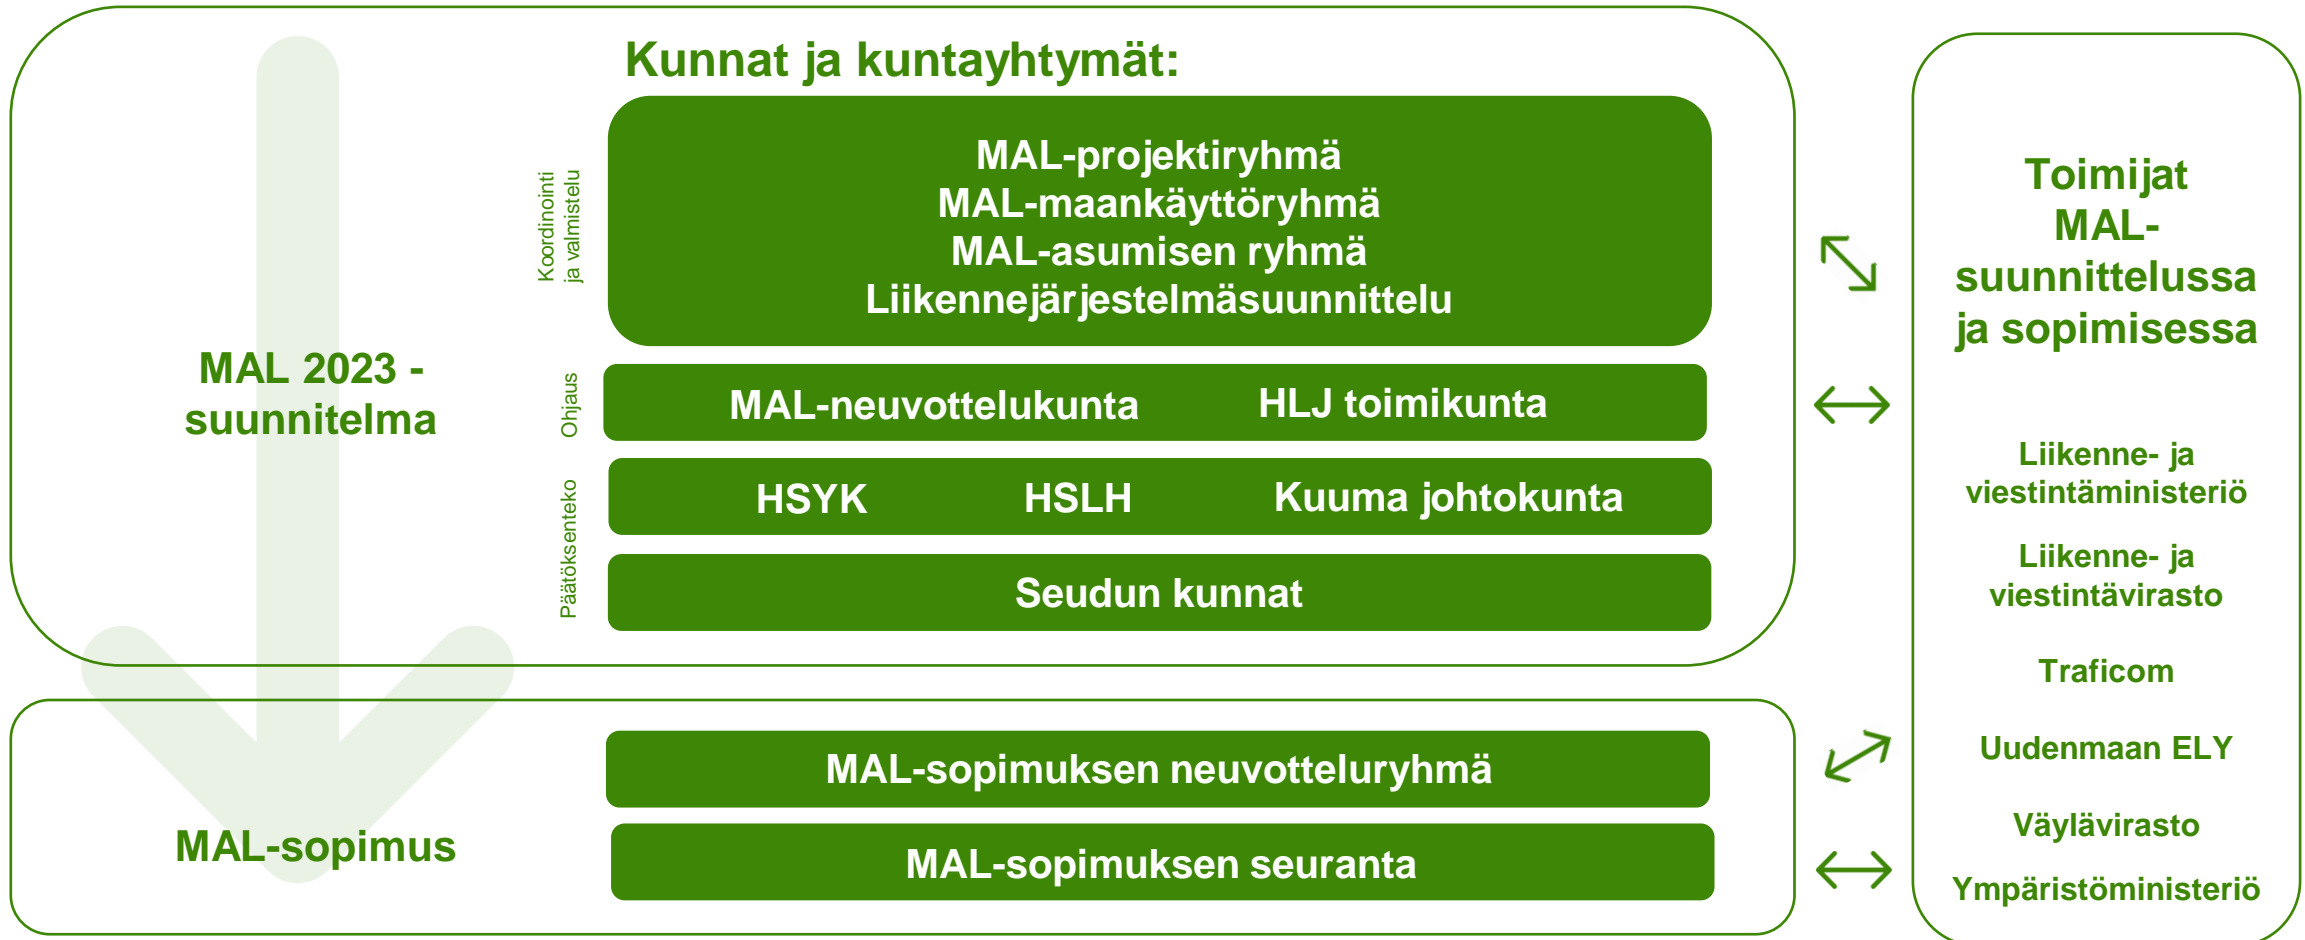 Kunnat ja kuntayhtymät:
MAL 2023 -
suunnitelma
Koordinointi
ja valmistelu
MAL-projektiryhmä
MAL-maankäyttöryhmä
MAL-asumisen ryhmä
Liikennejärjestelmäsuunnittelu
Ohjaus
MAL-neuvottelukunta
HLJ toimikunta
Päätöksenteko
HSYK
HSLH
Kuuma johtokunta
Seudun kunnat
MAL-sopimus
MAL-sopimuksen neuvotteluryhmä
MAL-sopimuksen seuranta
Toimijat
MAL-
suunnittelussa
ja sopimisessa
Liikenne- ja
viestintäministeriö
Liikenne- ja
viestintävirasto
Traficom
Uudenmaan ELY
Väylävirasto
Ympäristöministeriö